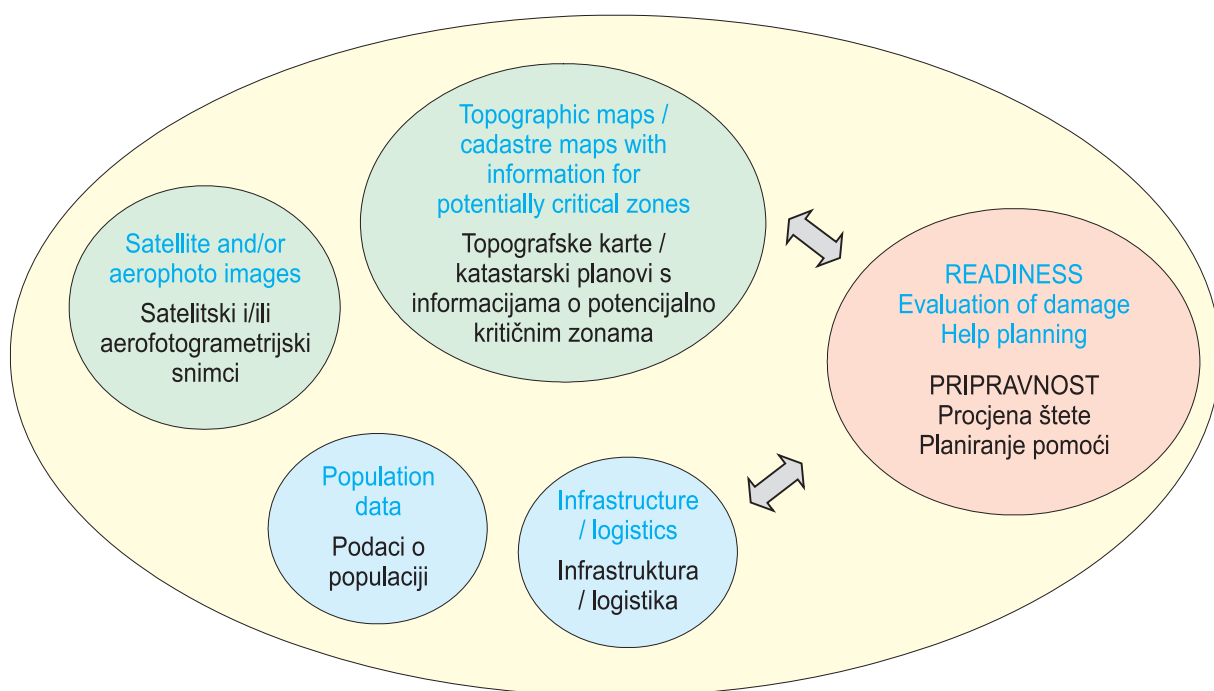 Topographic maps /
cadastre maps with
information for
potentially critical zones
Topografske karte /
katastarski planovi s
informacijama o potencijalno
kritičnim zonama
Satellite and/or
aerophoto images
Satelitski i/ili
aerofotogrametrijski
snimci
READINESS
Evaluation of damage
Help planning
PRIPRAVNOST
Procjena štete
Planiranje pomoći
Population
data
Podaci o
populaciji
Infrastructure
/ logistics
Infrastruktura
/ logistika